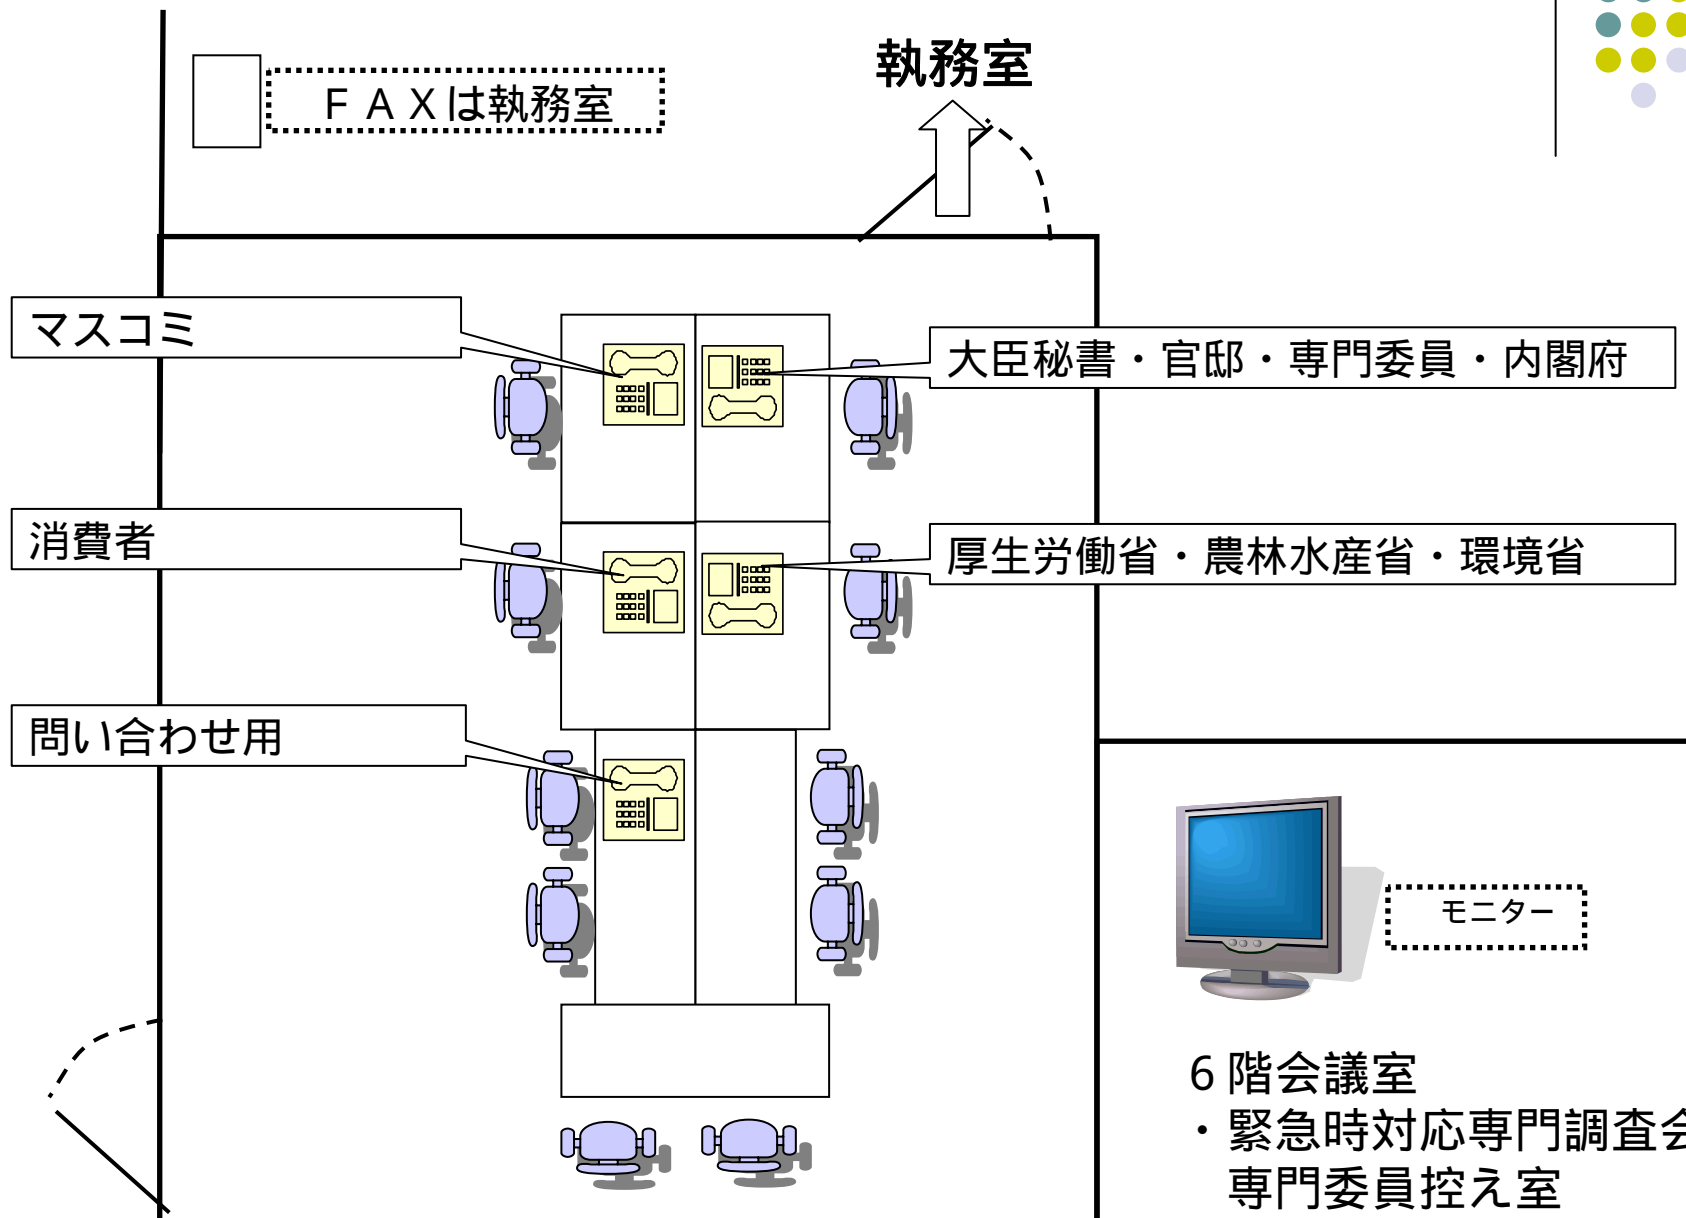 執務室
ＦＡＸは執務室
マスコミ
大臣秘書・官邸・専門委員・内閣府
消費者
厚生労働省・農林水産省・環境省
問い合わせ用
モニター
６階会議室
・緊急時対応専門調査会
専門委員控え室